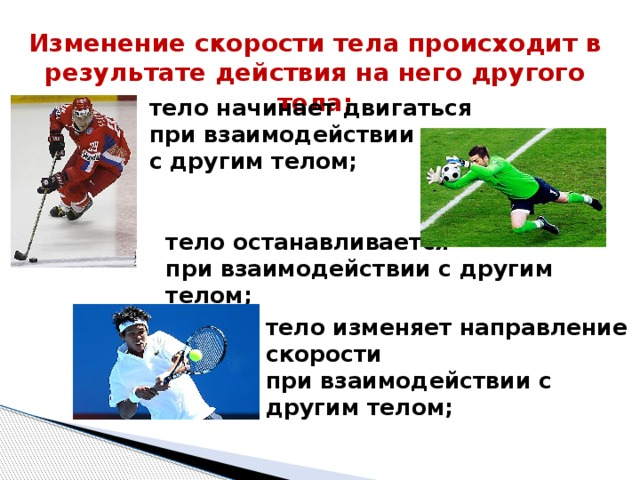 Изменение скорости тела происходит в
результате действия на него другого
тела:
тело начинает двигаться
при взаимодействии
с другим телом;
тело останавливается
при взаимодействии с другим
телом;
тело изменяет направление
скорости
при взаимодействии с
другим телом;